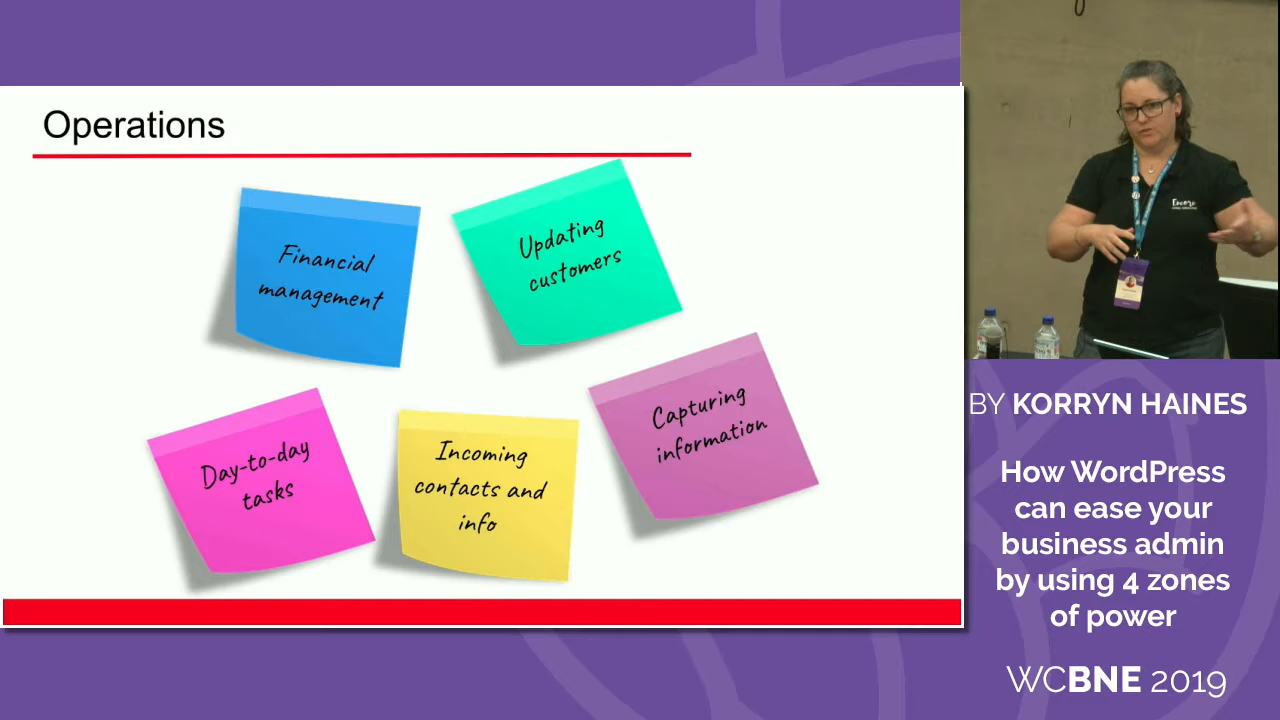 Operations
Financial
management
Updating
customers
Day-to-day
tasks
Incoming
contacts and
info
Capturing
information
Encore
BY KORRYN HAINES
How WordPress
can ease your
business admin
by using 4 zones
of power
WCBNE 2019